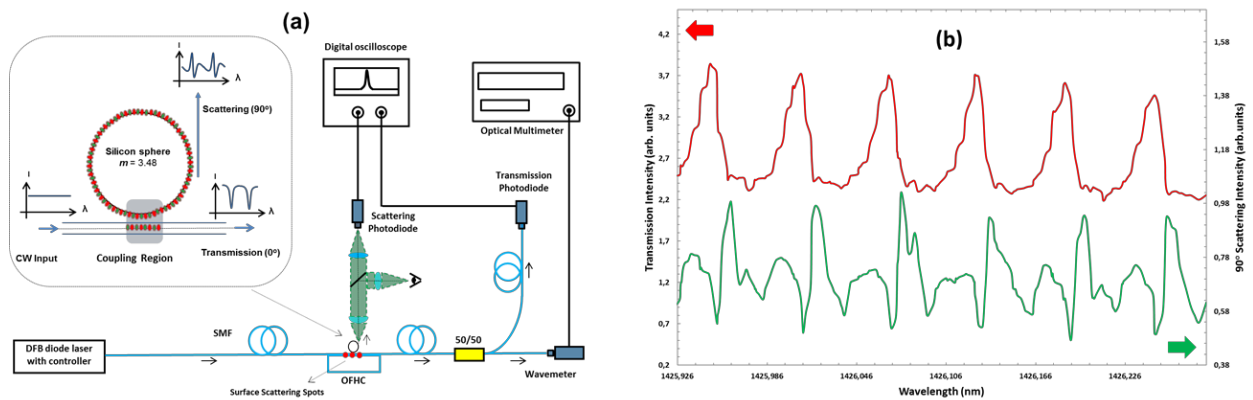 (a)
Digital oscilloscope
I
λ
Scattering (90º)
Silicon sphere
m = 3.48
I
λ
I
λ
CW Input
Coupling Region
Transmission (0º)
Optical Multimeter
Transmission
Photodiode
Scattering
Photodiode
SMF
50/50
DFB diode laser
with controller
OFHC
Surface Scattering Spots
Wavemeter
(b)
Transmission Intensity (arb. units)
4,2
3,7
3,2
2,7
2,2
1,7
1,2
0,7
0,2
1425,926
1425,986
1426,046
1426,106
1426,166
1426,226
Wavelength (nm)
1,58
1,38
1,18
0,98
0,78
0,58
0,38
90º Scattering Intensity (arb.units)